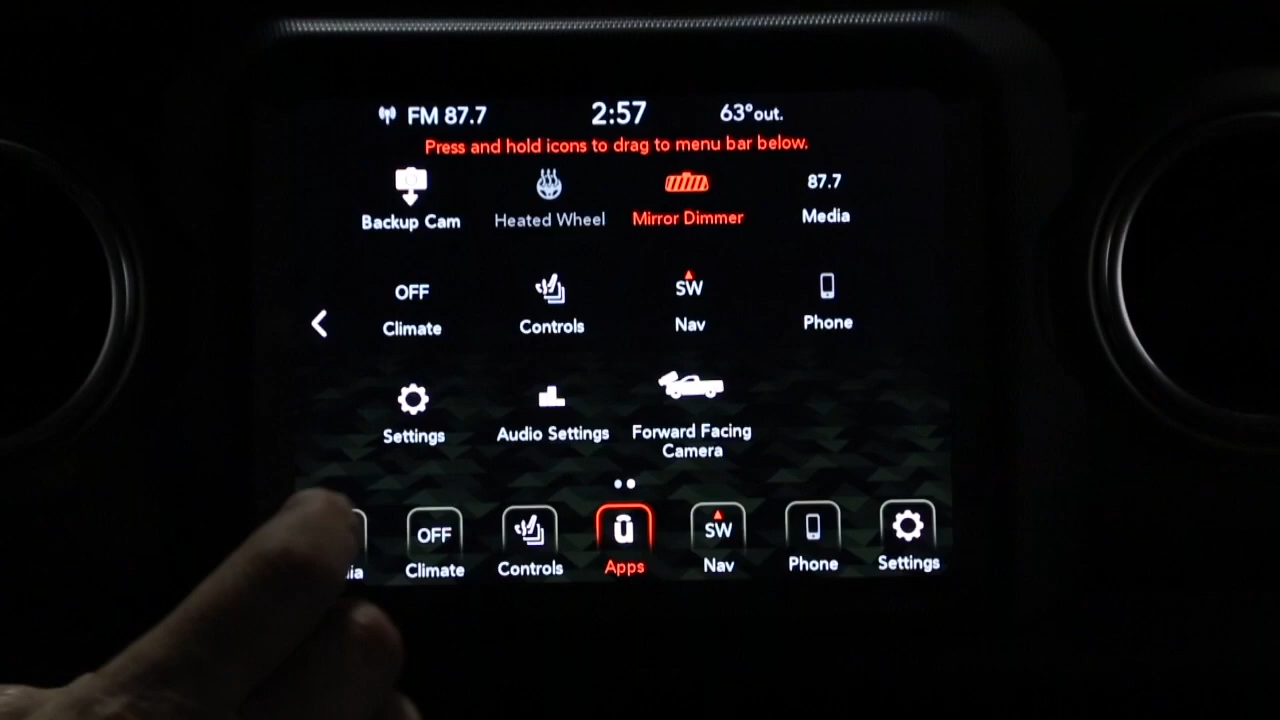 FM 87.7 2:57 63°out.
Press and hold icons to drag to menu bar below.
87.7
Backup Cam Heated Wheel Mirror Dimmer Media
OFF SW
Climate Controls Nav Phone
Settings Audio Settings Forward Facing
Camera
OFF SW
Climate Controls Apps Nav Phone Settings